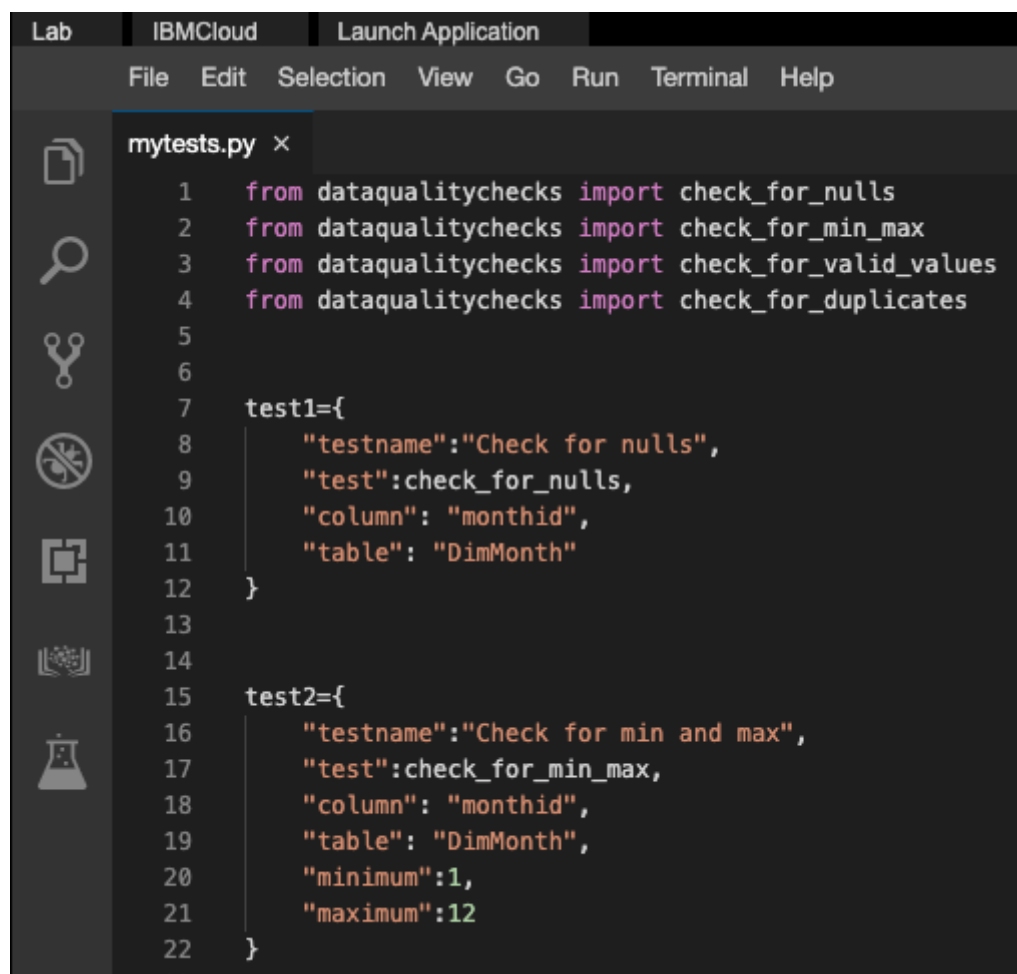 Lab IBMCloud Launch Application
File Edit Selection View Go Run Terminal Help
mytests.py ×
1 from dataqualitychecks import check_for_nulls
2 from dataqualitychecks import check_for_min_max
3 from dataqualitychecks import check_for_valid_values
4 from dataqualitychecks import check_for_duplicates
5
6
7 test1={
8 "testname":"Check for nulls",
9 "test":check_for_nulls,
10 "column": "monthid",
11 "table": "DimMonth"
12 }
13
14
15 test2={
16 "testname":"Check for min and max",
17 "test":check_for_min_max,
18 "column": "monthid",
19 "table": "DimMonth",
20 "minimum":1,
21 "maximum":12
22 }